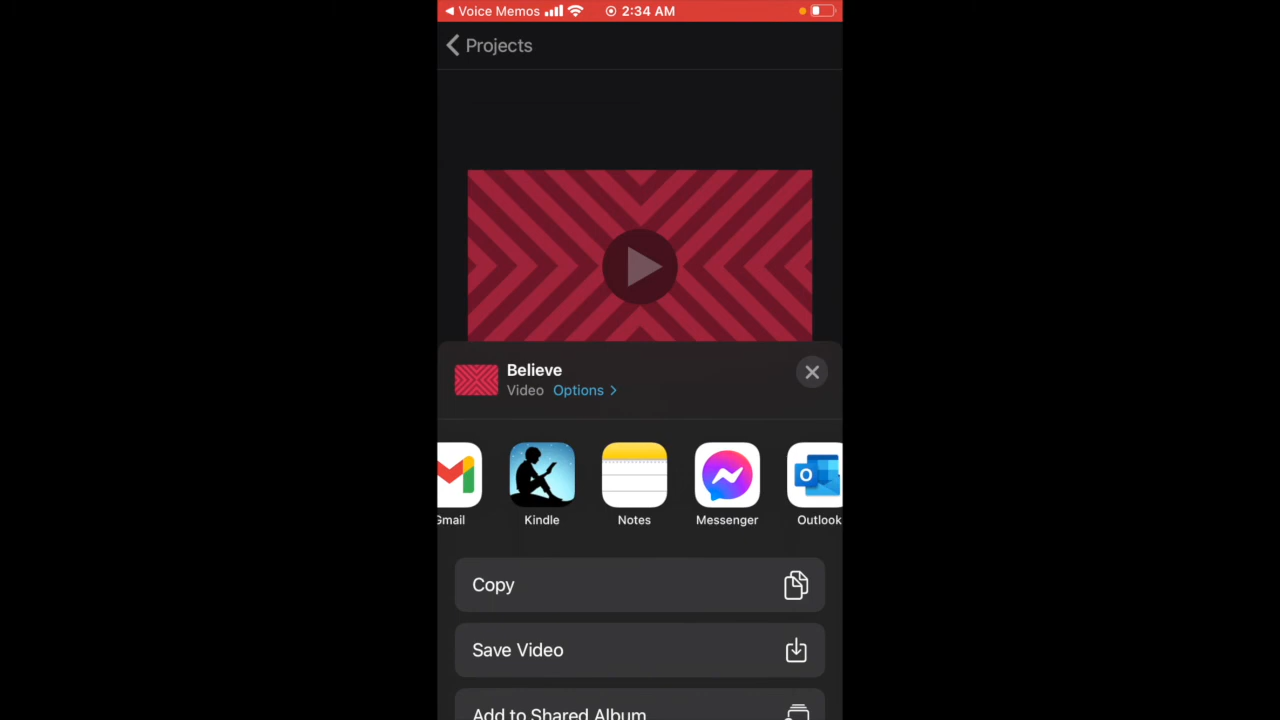 Voice Memos 2:34 AM
Projects
Believe
Video Options
Gmail Kindle Notes Messenger Outlook
Copy
Save Video
Add to Shared Album